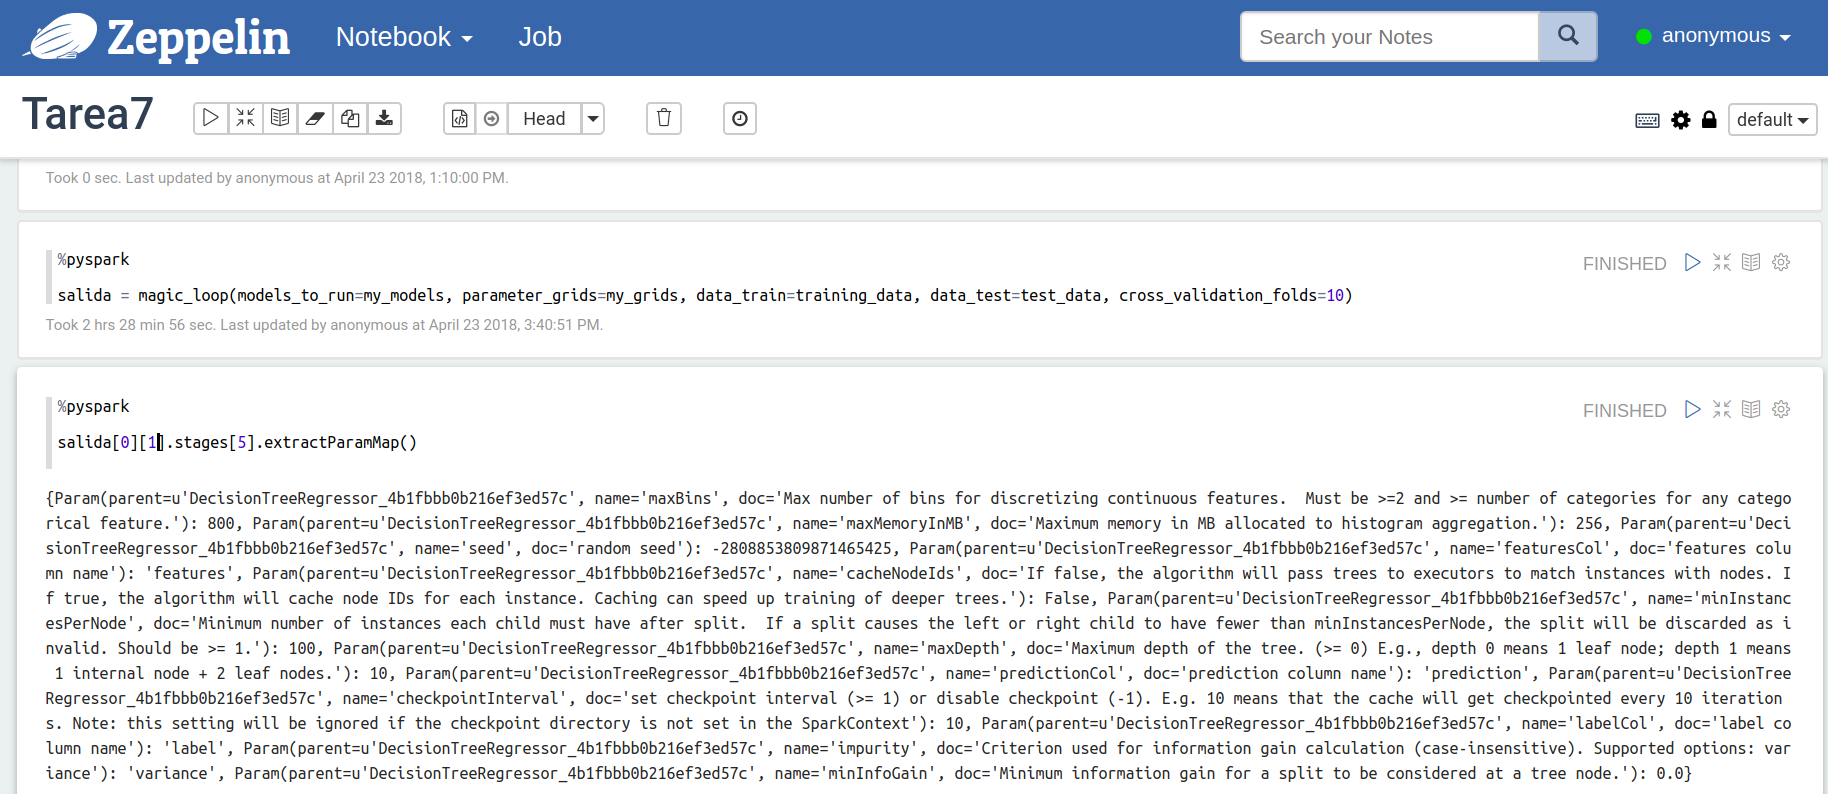 Zeppelin Notebook Job Search your Notes anonymous
Tarea7 Head default
Took 0 sec. Last updated by anonymous at April 23 2018, 1:10:00 PM.
%pyspark FINISHED
salida = magic_loop(models_to_run=my_models, parameter_grids=my_grids, data_train=training_data, data_test=test_data, cross_validation_folds=10)
Took 2 hrs 28 min 56 sec. Last updated by anonymous at April 23 2018, 3:40:51 PM.
%pyspark FINISHED
salida[0][1].stages[5].extractParamMap()
{Param(parent=u'DecisionTreeRegressor_4b1fbbb0b216ef3ed57c', name='maxBins', doc='Max number of bins for discretizing continuous features.  Must be >=2 and >= number of categories for any catego
rical feature.'): 800, Param(parent=u'DecisionTreeRegressor_4b1fbbb0b216ef3ed57c', name='maxMemoryInMB', doc='Maximum memory in MB allocated to histogram aggregation.'): 256, Param(parent=u'Deci
sionTreeRegressor_4b1fbbb0b216ef3ed57c', name='seed', doc='random seed'): -2808853809871465425, Param(parent=u'DecisionTreeRegressor_4b1fbbb0b216ef3ed57c', name='featuresCol', doc='features colu
mn name'): 'features', Param(parent=u'DecisionTreeRegressor_4b1fbbb0b216ef3ed57c', name='cacheNodeIds', doc='If false, the algorithm will pass trees to executors to match instances with nodes. I
f true, the algorithm will cache node IDs for each instance. Caching can speed up training of deeper trees.'): False, Param(parent=u'DecisionTreeRegressor_4b1fbbb0b216ef3ed57c', name='minInstanc
esPerNode', doc='Minimum number of instances each child must have after split.  If a split causes the left or right child to have fewer than minInstancesPerNode, the split will be discarded as i
nvalid. Should be >= 1.'): 100, Param(parent=u'DecisionTreeRegressor_4b1fbbb0b216ef3ed57c', name='maxDepth', doc='Maximum depth of the tree. (>= 0) E.g., depth 0 means 1 leaf node; depth 1 means
 1 internal node + 2 leaf nodes.'): 10, Param(parent=u'DecisionTreeRegressor_4b1fbbb0b216ef3ed57c', name='predictionCol', doc='prediction column name'): 'prediction', Param(parent=u'DecisionTree
Regressor_4b1fbbb0b216ef3ed57c', name='checkpointInterval', doc='set checkpoint interval (>= 1) or disable checkpoint (-1). E.g. 10 means that the cache will get checkpointed every 10 iteration
s. Note: this setting will be ignored if the checkpoint directory is not set in the SparkContext'): 10, Param(parent=u'DecisionTreeRegressor_4b1fbbb0b216ef3ed57c', name='labelCol', doc='label co
lumn name'): 'label', Param(parent=u'DecisionTreeRegressor_4b1fbbb0b216ef3ed57c', name='impurity', doc='Criterion used for information gain calculation (case-insensitive). Supported options: var
iance'): 'variance', Param(parent=u'DecisionTreeRegressor_4b1fbbb0b216ef3ed57c', name='minInfoGain', doc='Minimum information gain for a split to be considered at a tree node.'): 0.0}